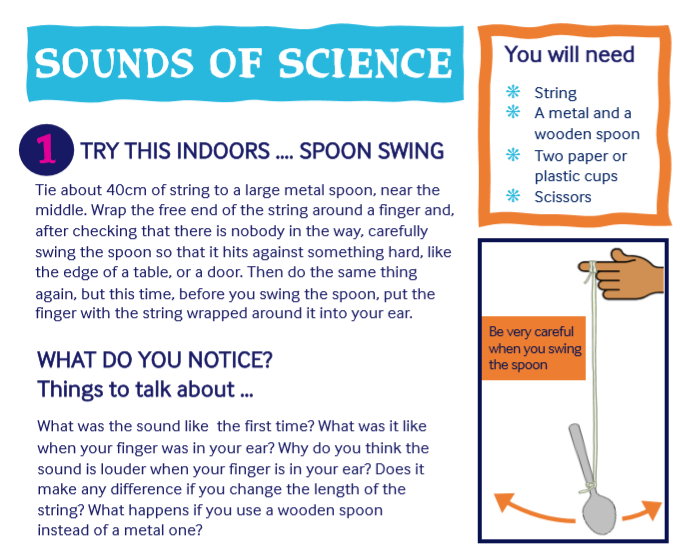 SOUNDS OF SCIENCE
1 TRY THIS INDOORS .... SPOON SWING
Tie about 40cm of string to a large metal spoon, near the
middle. Wrap the free end of the string around a finger and,
after checking that there is nobody in the way, carefully
swing the spoon so that it hits against something hard, like
the edge of a table, or a door. Then do the same thing
again, but this time, before you swing the spoon, put the
finger with the string wrapped around it into your ear.
WHAT DO YOU NOTICE?
Things to talk about ...
What was the sound like the first time? What was it like
when your finger was in your ear? Why do you think the
sound is louder when your finger is in your ear? Does it
make any difference if you change the length of the
string? What happens if you use a wooden spoon
instead of a metal one?
You will need
String
A metal and a
wooden spoon
Two paper or
plastic cups
Scissors
Be very careful
when you swing
the spoon